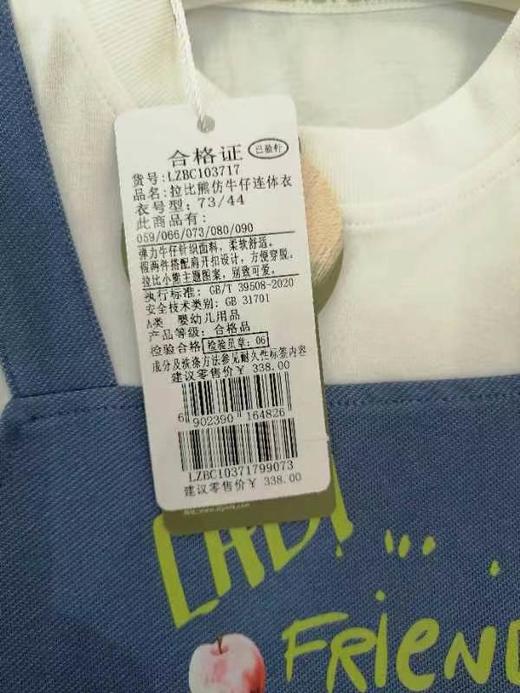 合格证 已验针
货号:LZBC103717
品名:拉比熊仿牛仔连体衣
衣号型:73/44
此商品有:
059/066/073/080/090
弹力牛仔针织面料,柔软舒适。
假两件搭配肩开扣设计,方便穿脱。
拉比小熊主题图案,别致可爱。
执行标准:GB/T 39508-2020
安全技术类别:GB 31701
A类 婴幼儿用品
产品等级:合格品
检验合格 检验员章:06
成分及洗涤方法参见耐久性标签内容
建议零售价¥ 338.00
6 902390 164826
LZBC10371799073
建议零售价¥ 338.00
LABI...
FRIEND